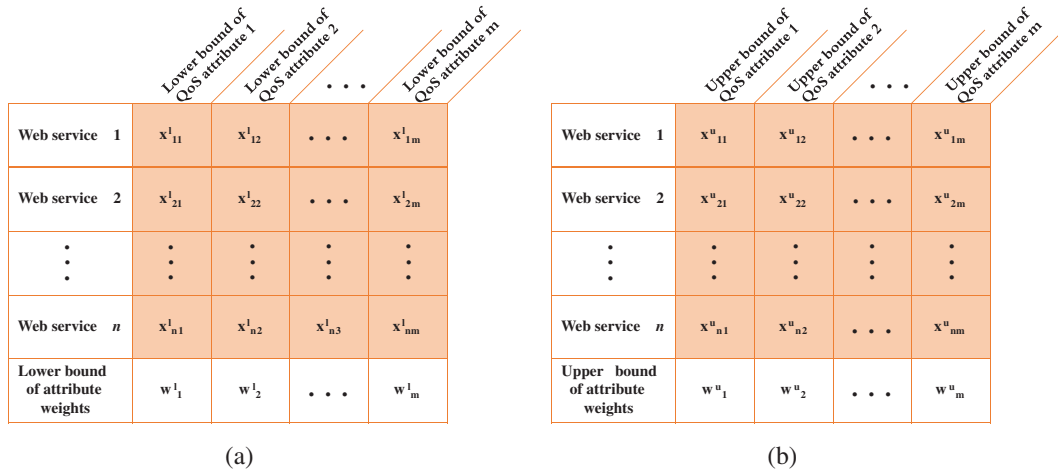 Lower bound of
QoS attribute 1
Lower bound of
QoS attribute 2
. . .
Lower bound of
QoS attribute m
Web service 1 x^l_11 x^l_12 . . . x^l_1m
Web service 2 x^l_21 x^l_22 . . . x^l_2m
Web service n x^l_n1 x^l_n2 x^l_n3 x^l_nm
Lower bound
of attribute
weights
w^l_1 w^l_2 . . . w^l_m
(a)
Upper bound of
QoS attribute 1
Upper bound of
QoS attribute 2
. . .
Upper bound of
QoS attribute m
Web service 1 x^u_11 x^u_12 . . . x^u_1m
Web service 2 x^u_21 x^u_22 . . . x^u_2m
Web service n x^u_n1 x^u_n2 . . . x^u_nm
Upper bound
of attribute
weights
w^u_1 w^u_2 . . . w^u_m
(b)